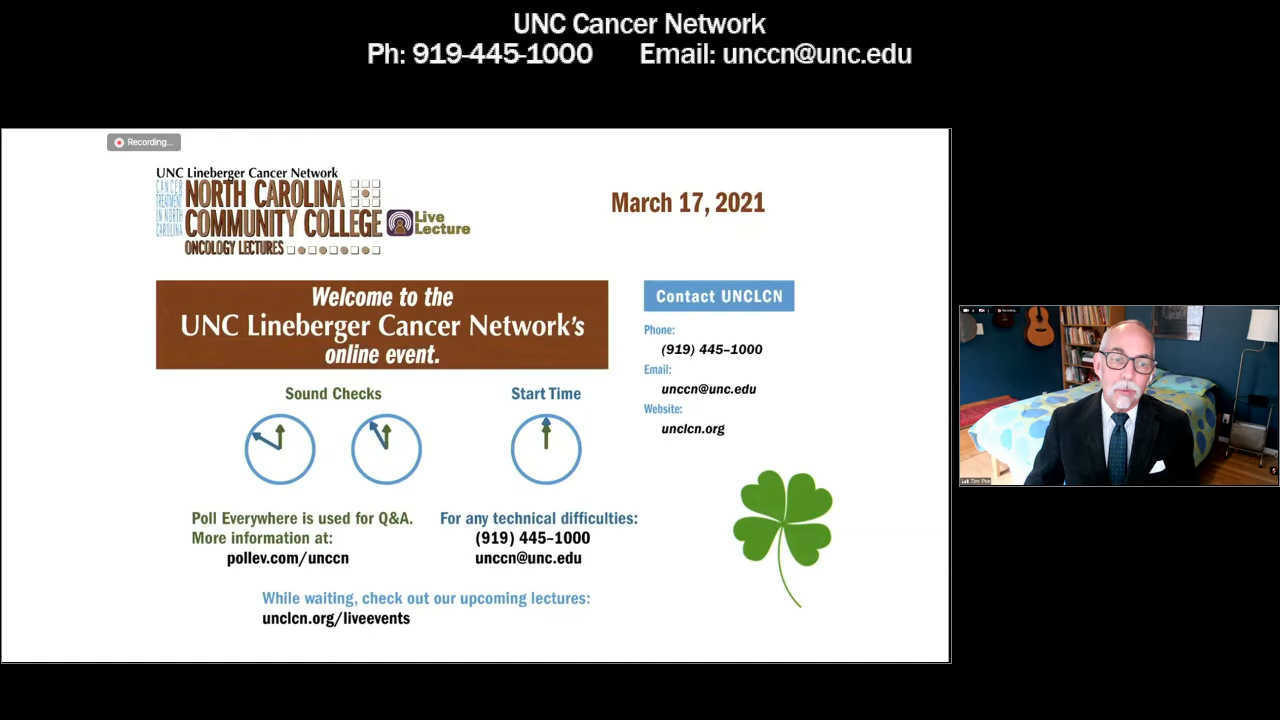 UNC Cancer Network
Ph: 919-445-1000 Email: unccn@unc.edu
Recording...
UNC Lineberger Cancer Network
CANCER
TREATMENT
IN NORTH
CAROLINA
NORTH CAROLINA
COMMUNITY COLLEGE
ONCOLOGY LECTURES
Live
Lecture
March 17, 2021
Welcome to the
UNC Lineberger Cancer Network's
online event.
Contact UNCLCN
Phone:
(919) 445–1000
Email:
unccn@unc.edu
Website:
unclcn.org
Sound Checks
Start Time
Poll Everywhere is used for Q&A.
More information at:
pollev.com/unccn
For any technical difficulties:
(919) 445–1000
unccn@unc.edu
While waiting, check out our upcoming lectures:
unclcn.org/liveevents
Tim Poe